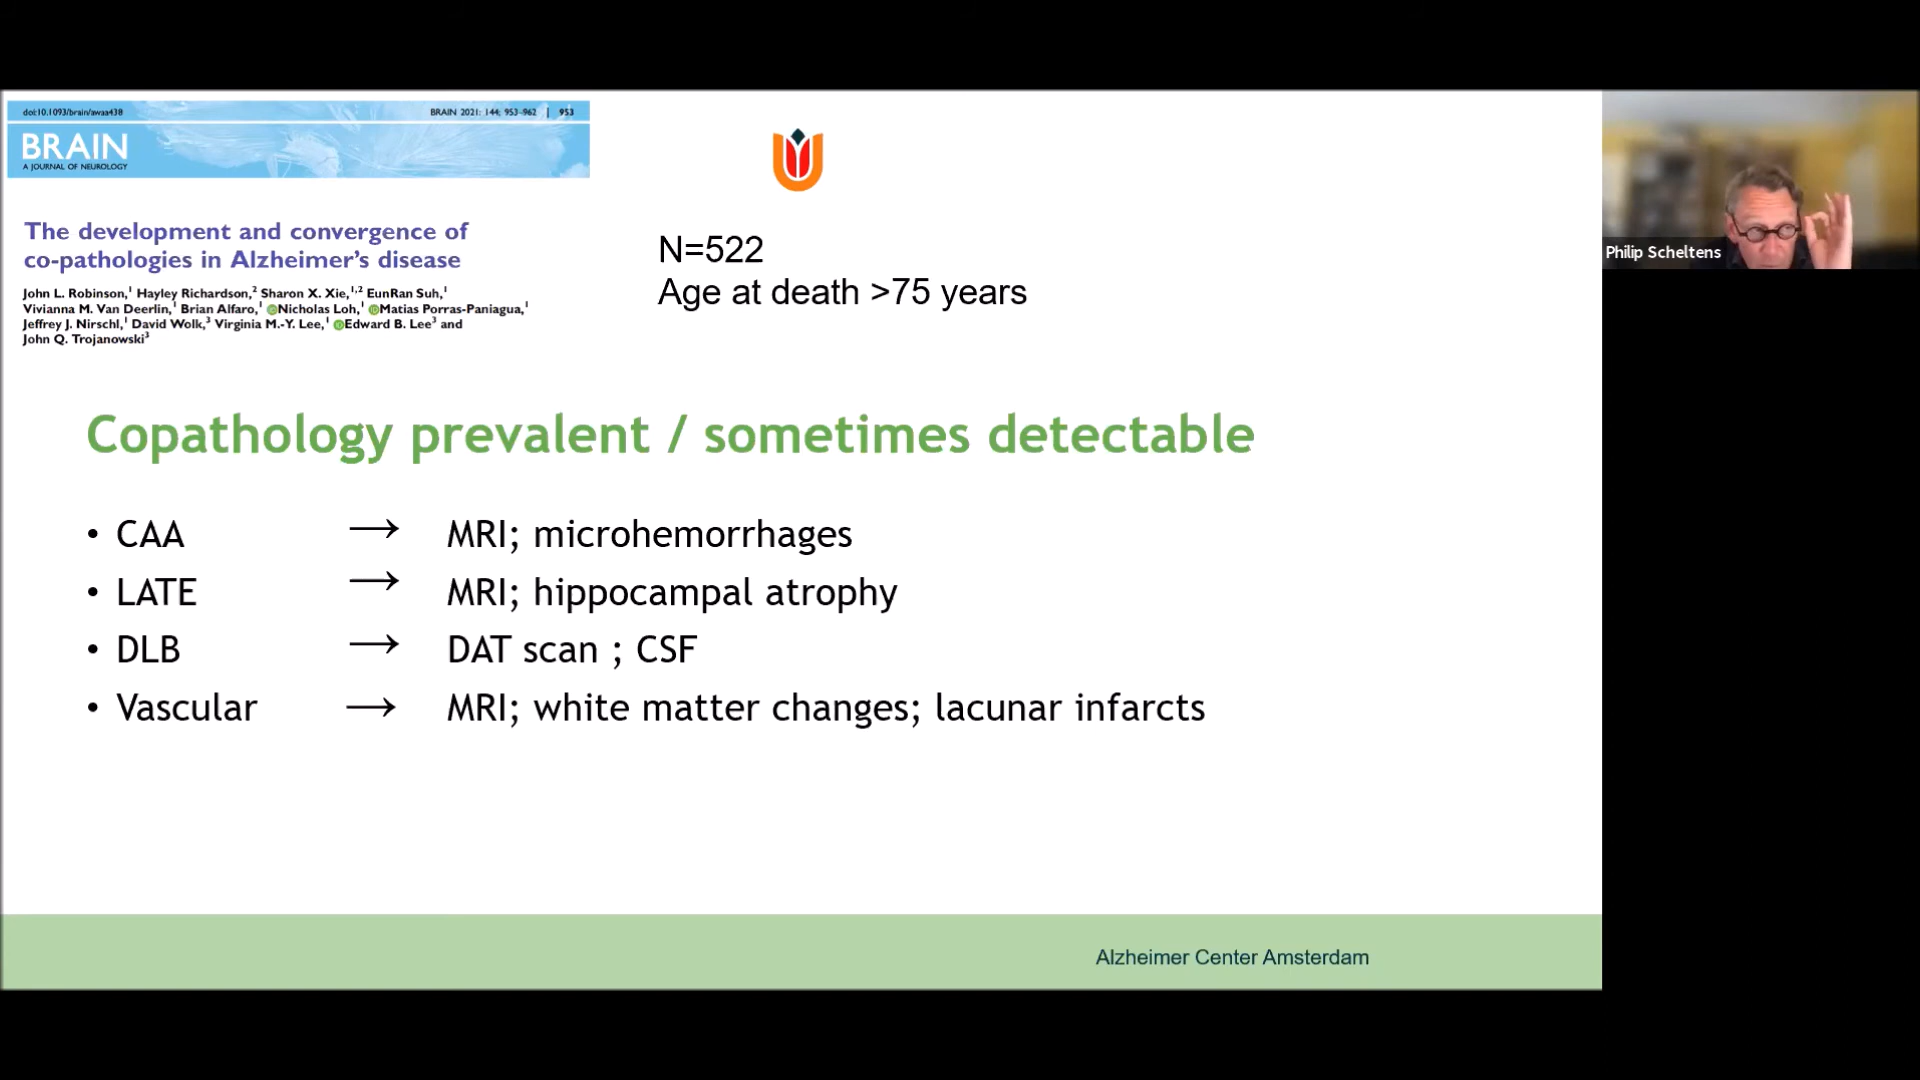 doi:10.1093/brain/awaa438
BRAIN 2021: 144; 953–962 | 953
BRAIN
A JOURNAL OF NEUROLOGY
The development and convergence of
co-pathologies in Alzheimer’s disease
John L. Robinson,1 Hayley Richardson,2 Sharon X. Xie,1,2 EunRan Suh,1
Vivianna M. Van Deerlin,1 Brian Alfaro,1 Nicholas Loh,1 Matias Porras-Paniagua,1
Jeffrey J. Nirschl,1 David Wolk,3 Virginia M.-Y. Lee,1 Edward B. Lee3 and
John Q. Trojanowski3
N=522
Age at death >75 years
Philip Scheltens
Copathology prevalent / sometimes detectable
• CAA → MRI; microhemorrhages
• LATE → MRI; hippocampal atrophy
• DLB → DAT scan ; CSF
• Vascular → MRI; white matter changes; lacunar infarcts
Alzheimer Center Amsterdam